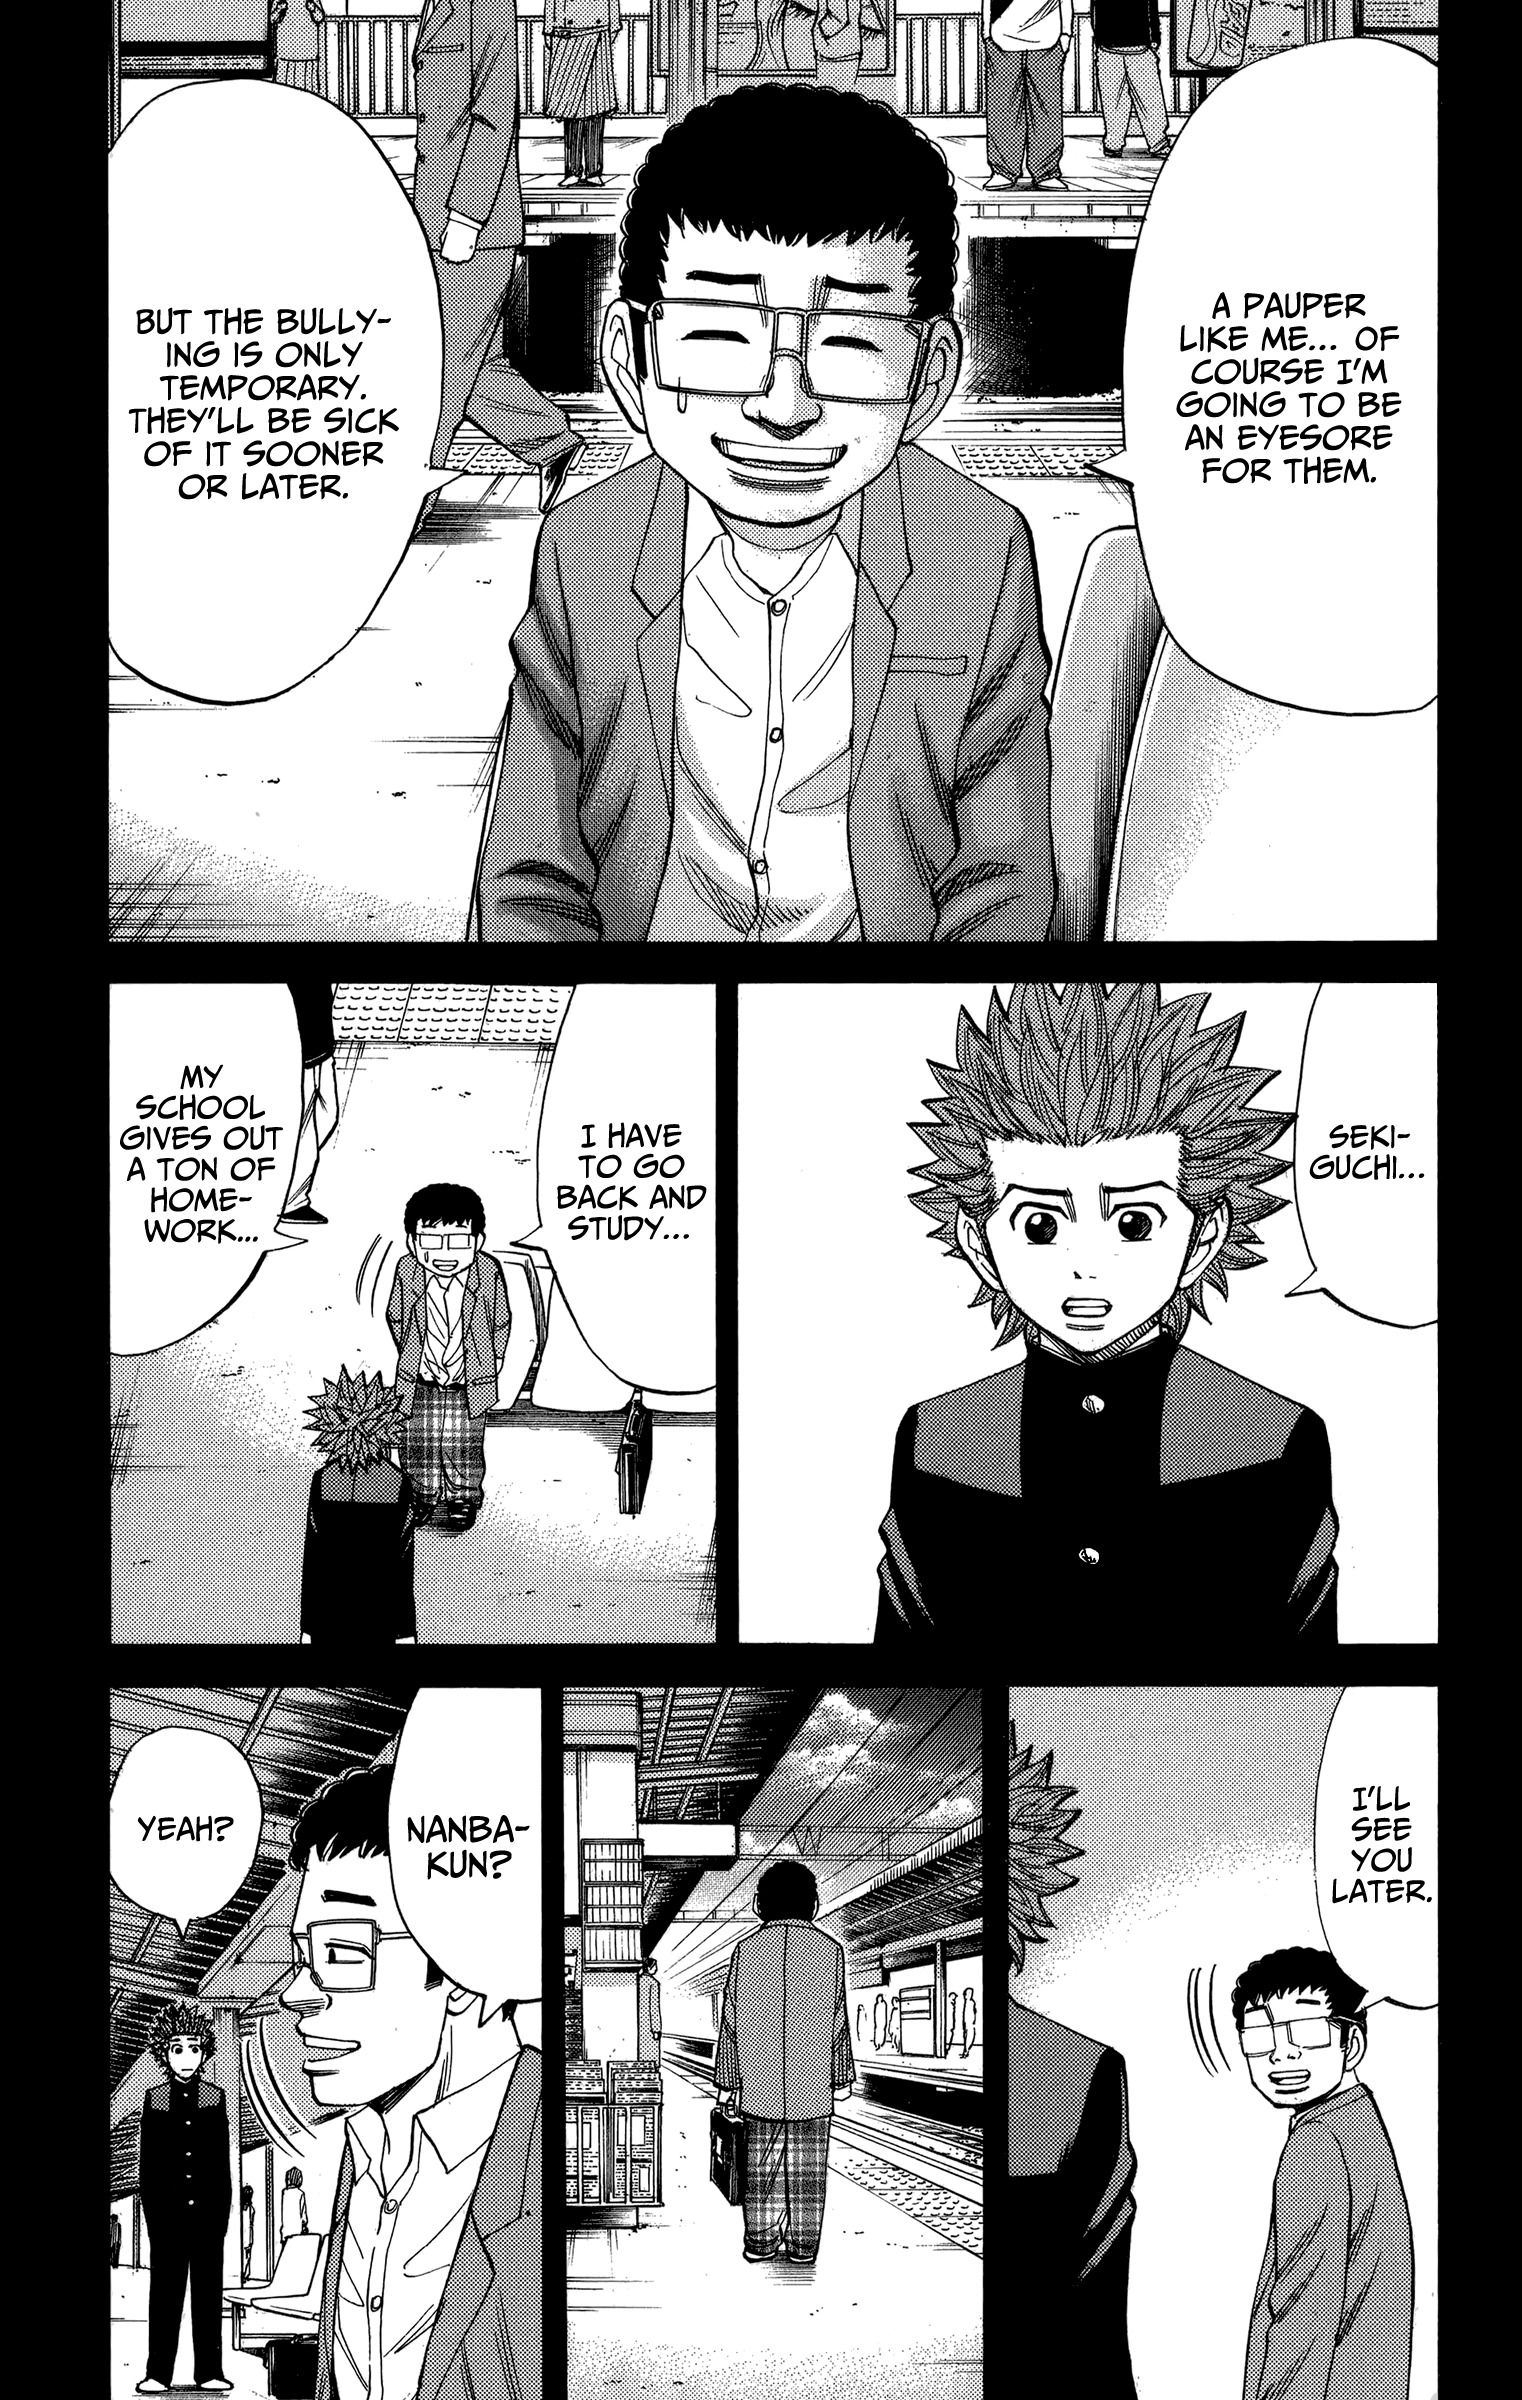 A PAUPER
LIKE ME... OF
COURSE I'M
GOING TO BE
AN EYESORE
FOR THEM.
BUT THE BULLY-
ING IS ONLY
TEMPORARY.
THEY'LL BE SICK
OF IT SOONER
OR LATER.
SEKI-
GUCHI...
I HAVE
TO GO
BACK AND
STUDY...
MY
SCHOOL
GIVES OUT
A TON OF
HOME-
WORK...
I'LL
SEE
YOU
LATER.
NANBA-
KUN?
YEAH?